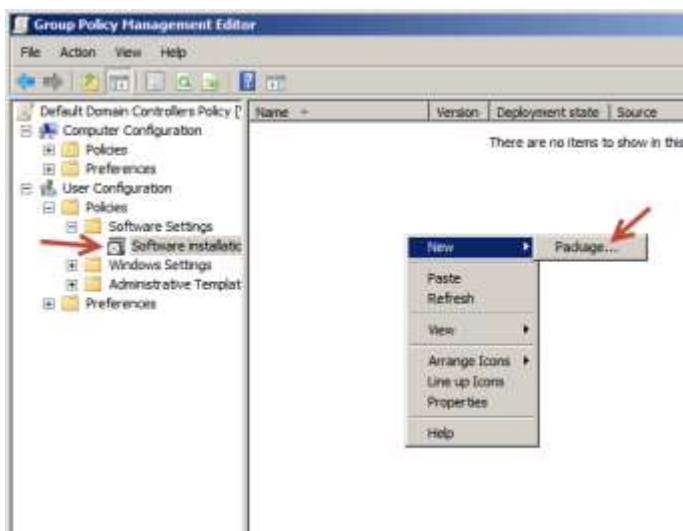 Group Policy Management Editor
File Action View Help
Default Domain Controllers Policy [
Computer Configuration
Policies
Preferences
User Configuration
Policies
Software Settings
Software installatic
Windows Settings
Administrative Templat
Preferences
Name Version Deployment state Source
There are no items to show in this
New
Package...
Paste
Refresh
View
Arrange Icons
Line up Icons
Properties
Help